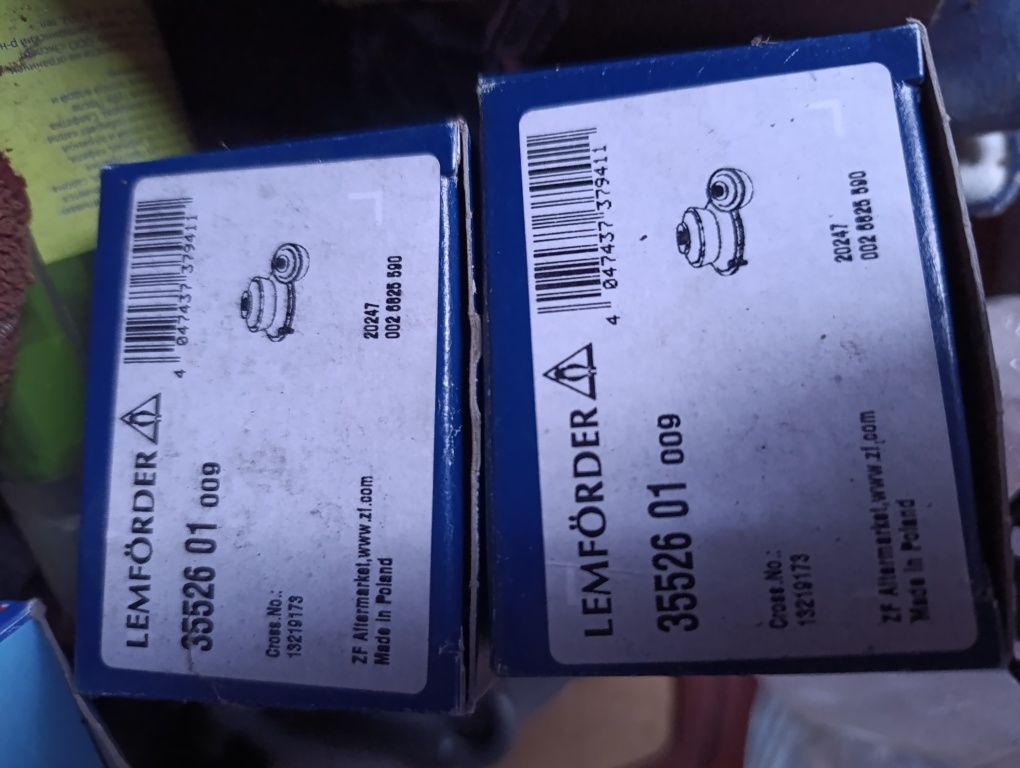 LEMFÖRDER
35526 01 009
Cross.No.:
13219173
ZF Aftermarket,www.zf.com
Made in Poland
4 047437 379411
20247
002 6625 590
LEMFÖRDER
35526 01 009
Cross.No.:
13219173
ZF Aftermarket,www.zf.com
Made in Poland
4 047437 379411
20247
002 6625 590